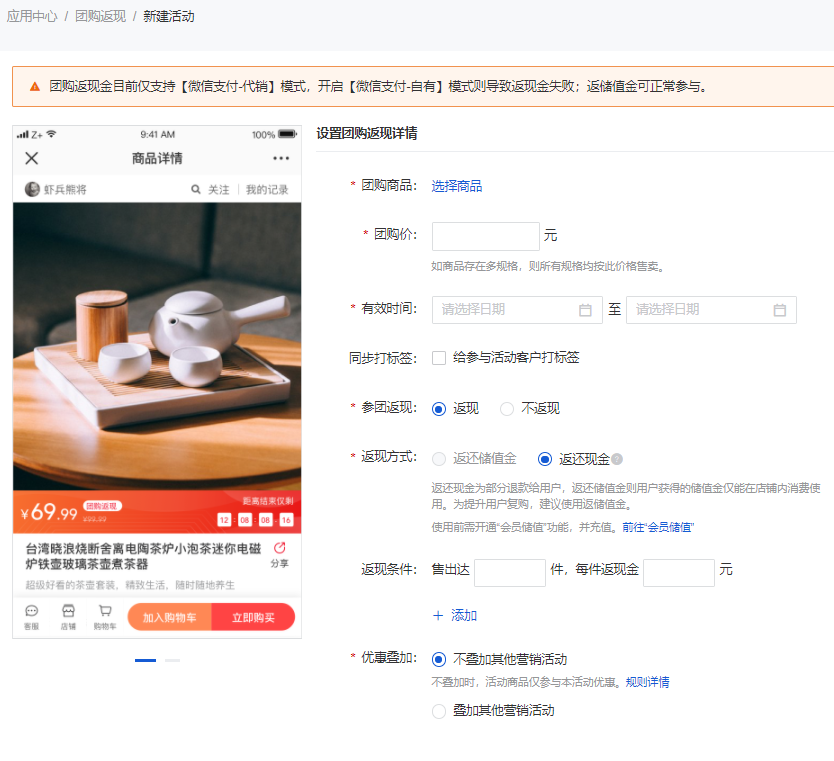 应用中心 / 团购返现 / 新建活动
团购返现金目前仅支持【微信支付-代销】模式，开启【微信支付-自有】模式则导致返现金失败；返储值金可正常参与。
Z+ 9:41 AM 100%
商品详情
虾兵熊将 关注 我的记录
¥69.99 团购返现 ¥99.99
距离结束仅剩
12 : 08 : 08 : 16
台湾晓浪烧断舍离电陶茶炉小泡茶迷你电磁
炉铁壶玻璃茶壶煮茶器
分享
超级好看的茶壶套装，精致生活，随时随地养生
客服 店铺 购物车 加入购物车 立即购买
设置团购返现详情
* 团购商品： 选择商品
* 团购价： 元
如商品存在多规格，则所有规格均按此价格售卖。
* 有效时间： 请选择日期 至 请选择日期
同步打标签： 给参与活动客户打标签
* 参团返现： 返现 不返现
* 返现方式： 返还储值金 返还现金 ?
返还现金为部分退款给用户，返还储值金则用户获得的储值金仅能在店铺内消费使
用。为提升用户复购，建议使用返储值金。
使用前需开通“会员储值”功能，并充值。前往“会员储值”
返现条件： 售出达 件，每件返现金 元
+ 添加
* 优惠叠加： 不叠加其他营销活动
不叠加时，活动商品仅参与本活动优惠。规则详情
叠加其他营销活动